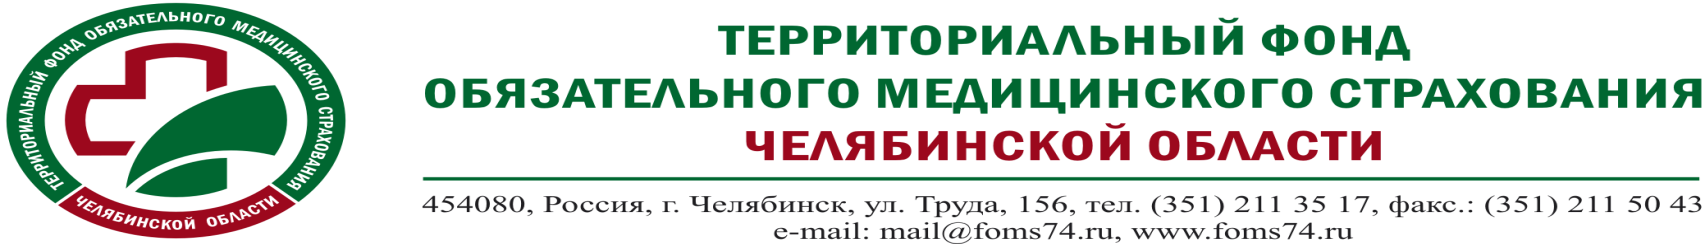 ТЕРРИТОРИАЛЬНЫЙ ФОНД ОБЯЗАТЕЛЬНОГО МЕДИЦИНСКОГО СТРАХОВАНИЯ
ЧЕЛЯБИНСКОЙ ОБЛАСТИ
ТЕРРИТОРИАЛЬНЫЙ ФОНД
ОБЯЗАТЕЛЬНОГО МЕДИЦИНСКОГО СТРАХОВАНИЯ
ЧЕЛЯБИНСКОЙ ОБЛАСТИ
454080, Россия, г. Челябинск, ул. Труда, 156, тел. (351) 211 35 17, факс.: (351) 211 50 43
e-mail: mail@foms74.ru, www.foms74.ru